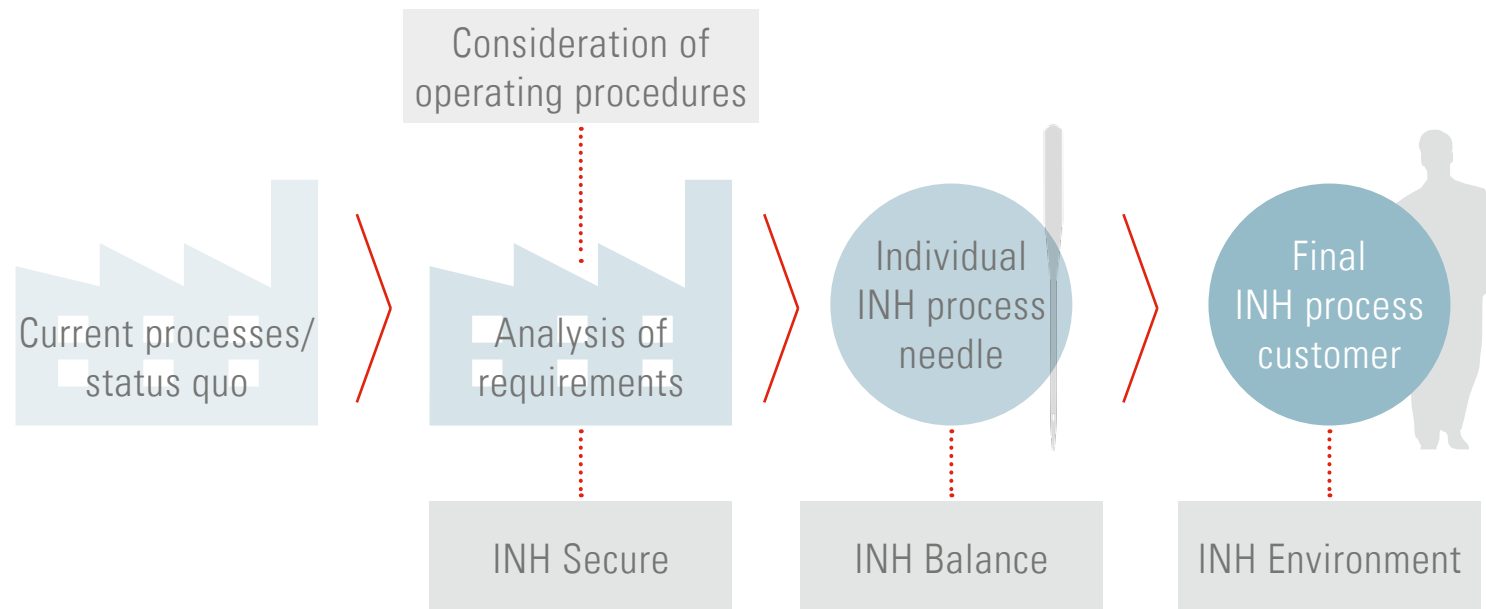 Consideration of
operating procedures
Current processes/
status quo
Analysis of
requirements
Individual
INH process
needle
Final
INH process
customer
INH Secure
INH Balance
INH Environment